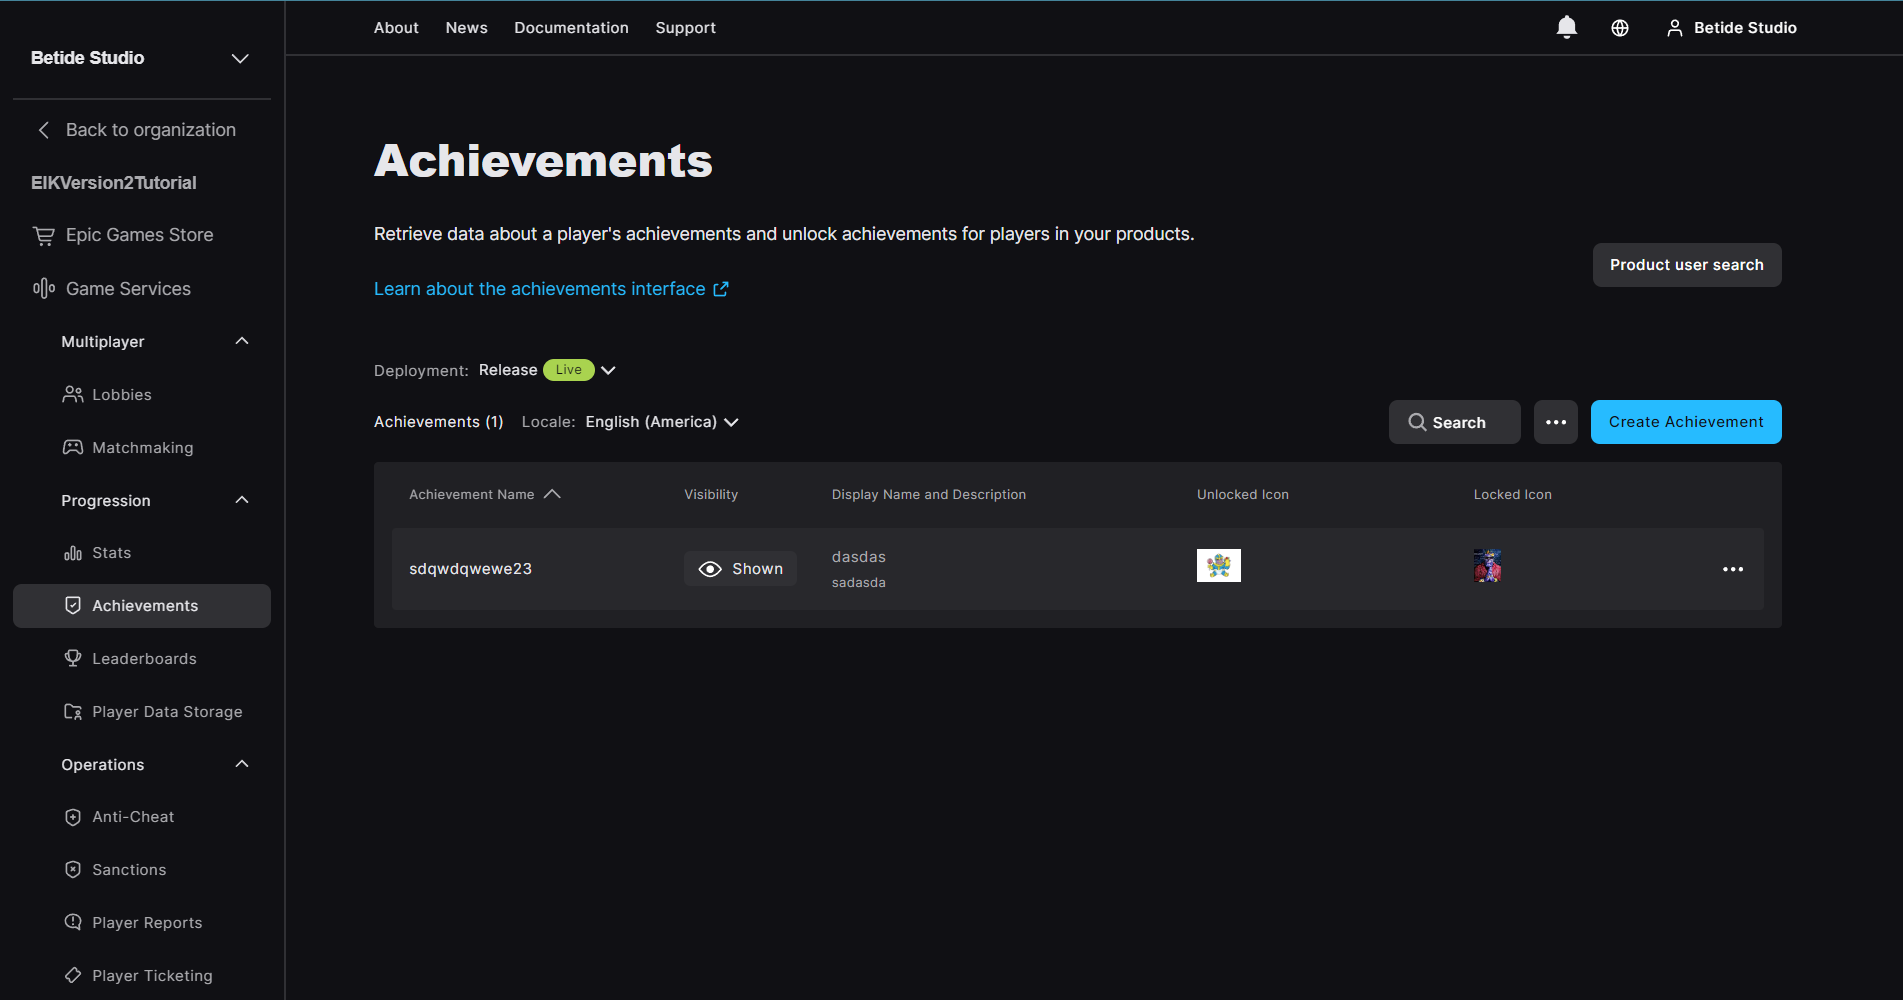 About News Documentation Support Betide Studio
Betide Studio
Back to organization
EIKVersion2Tutorial
Epic Games Store
Game Services
Multiplayer
Lobbies
Matchmaking
Progression
Stats
Achievements
Leaderboards
Player Data Storage
Operations
Anti-Cheat
Sanctions
Player Reports
Player Ticketing
Achievements
Retrieve data about a player's achievements and unlock achievements for players in your products.
Learn about the achievements interface
Product user search
Deployment: Release Live
Achievements (1) Locale: English (America) Search Create Achievement
Achievement Name Visibility Display Name and Description Unlocked Icon Locked Icon
sdqwdqwewe23 Shown dasdas
sadasda